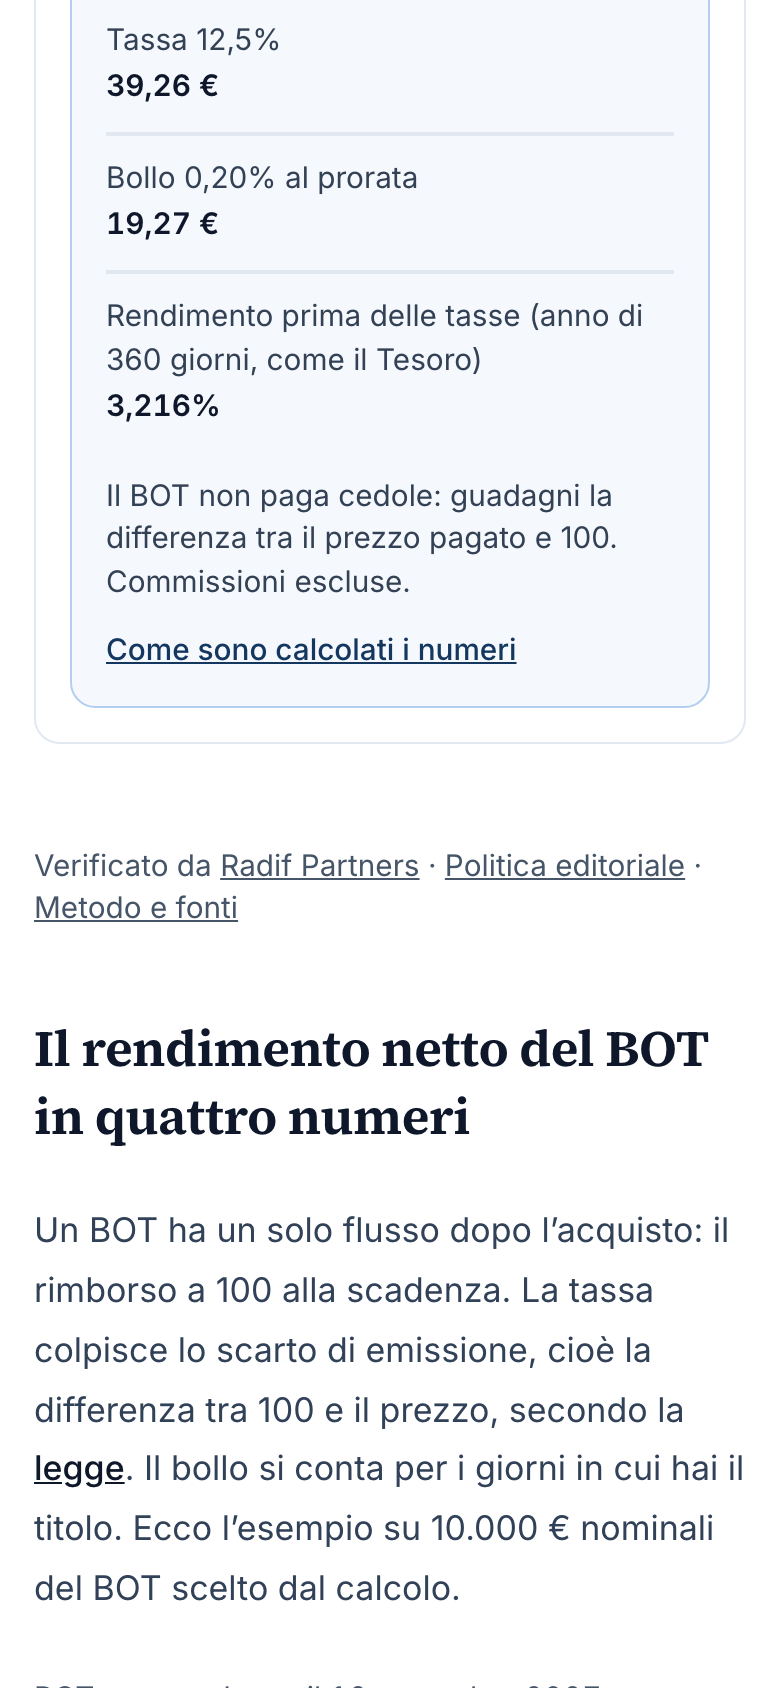 Tassa 12,5%
39,26 €
Bollo 0,20% al prorata
19,27 €
Rendimento prima delle tasse (anno di
360 giorni, come il Tesoro)
3,216%
Il BOT non paga cedole: guadagni la
differenza tra il prezzo pagato e 100.
Commissioni escluse.
Come sono calcolati i numeri
Verificato da Radif Partners · Politica editoriale ·
Metodo e fonti
Il rendimento netto del BOT
in quattro numeri
Un BOT ha un solo flusso dopo l’acquisto: il
rimborso a 100 alla scadenza. La tassa
colpisce lo scarto di emissione, cioè la
differenza tra 100 e il prezzo, secondo la
legge. Il bollo si conta per i giorni in cui hai il
titolo. Ecco l’esempio su 10.000 € nominali
del BOT scelto dal calcolo.